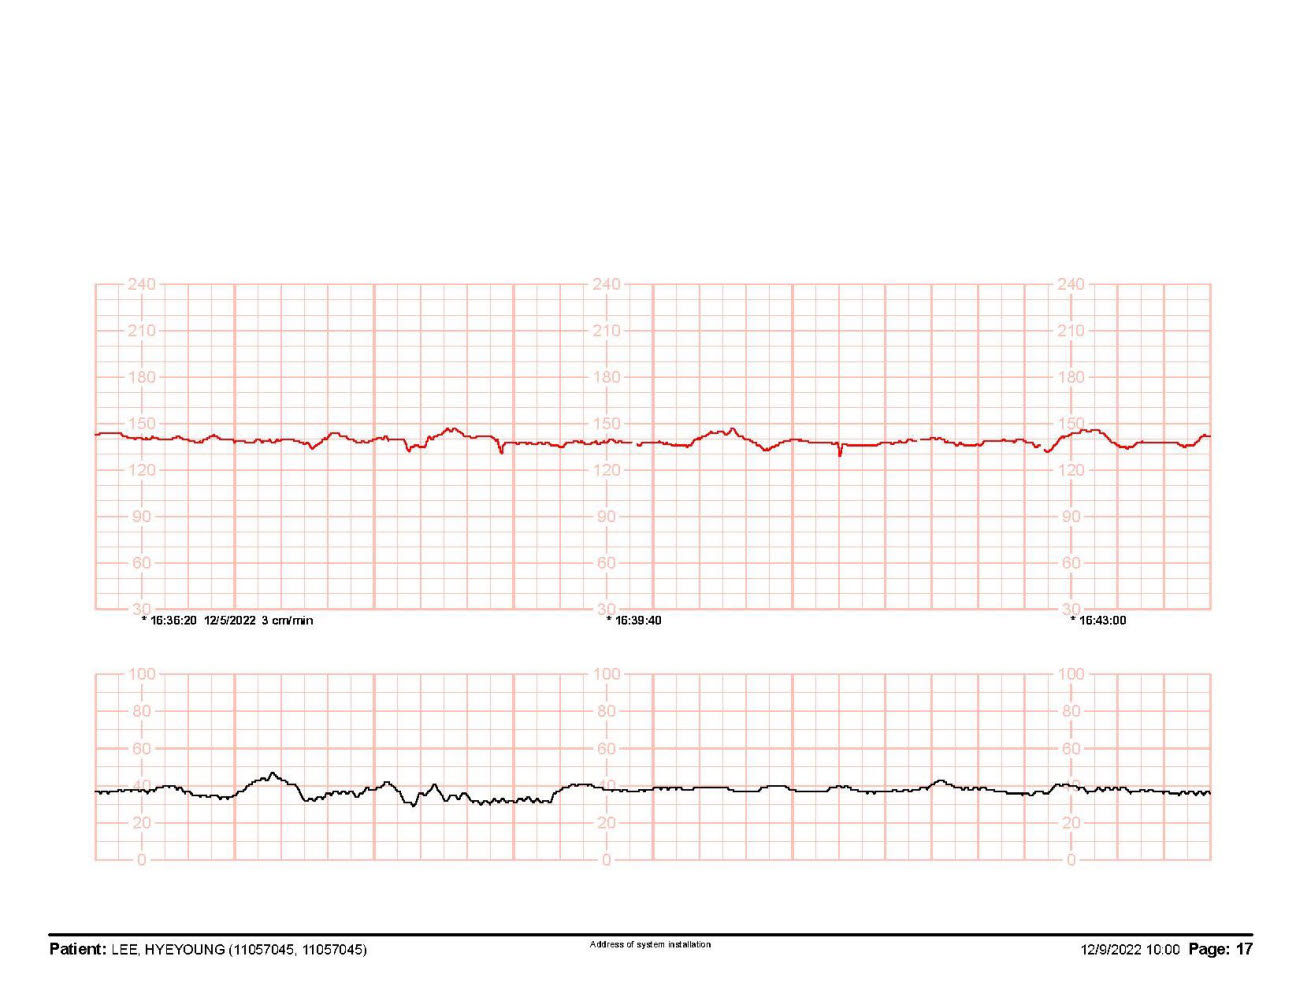 240 240 240
210 210 210
180 180 180
150 150 150
120 120 120
90 90 90
60 60 60
30 30 30
* 16:36:20 12/5/2022 3 cm/min * 16:39:40 * 16:43:00
100 100 100
80 80 80
60 60 60
40 40 40
20 20 20
0 0 0
Patient: LEE, HYEYOUNG (11057045, 11057045) Address of system installation 12/9/2022 10:00 Page: 17